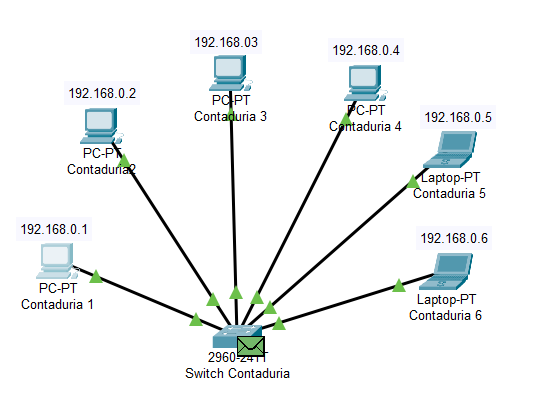 192.168.03
192.168.0.4
PC-PT
Contaduria 3
PC-PT
Contaduria 4
192.168.0.2
PC-PT
Contaduria2
192.168.0.5
Laptop-PT
Contaduria 5
192.168.0.1
PC-PT
Contaduria 1
192.168.0.6
Laptop-PT
Contaduria 6
2960-24TT
Switch Contaduria